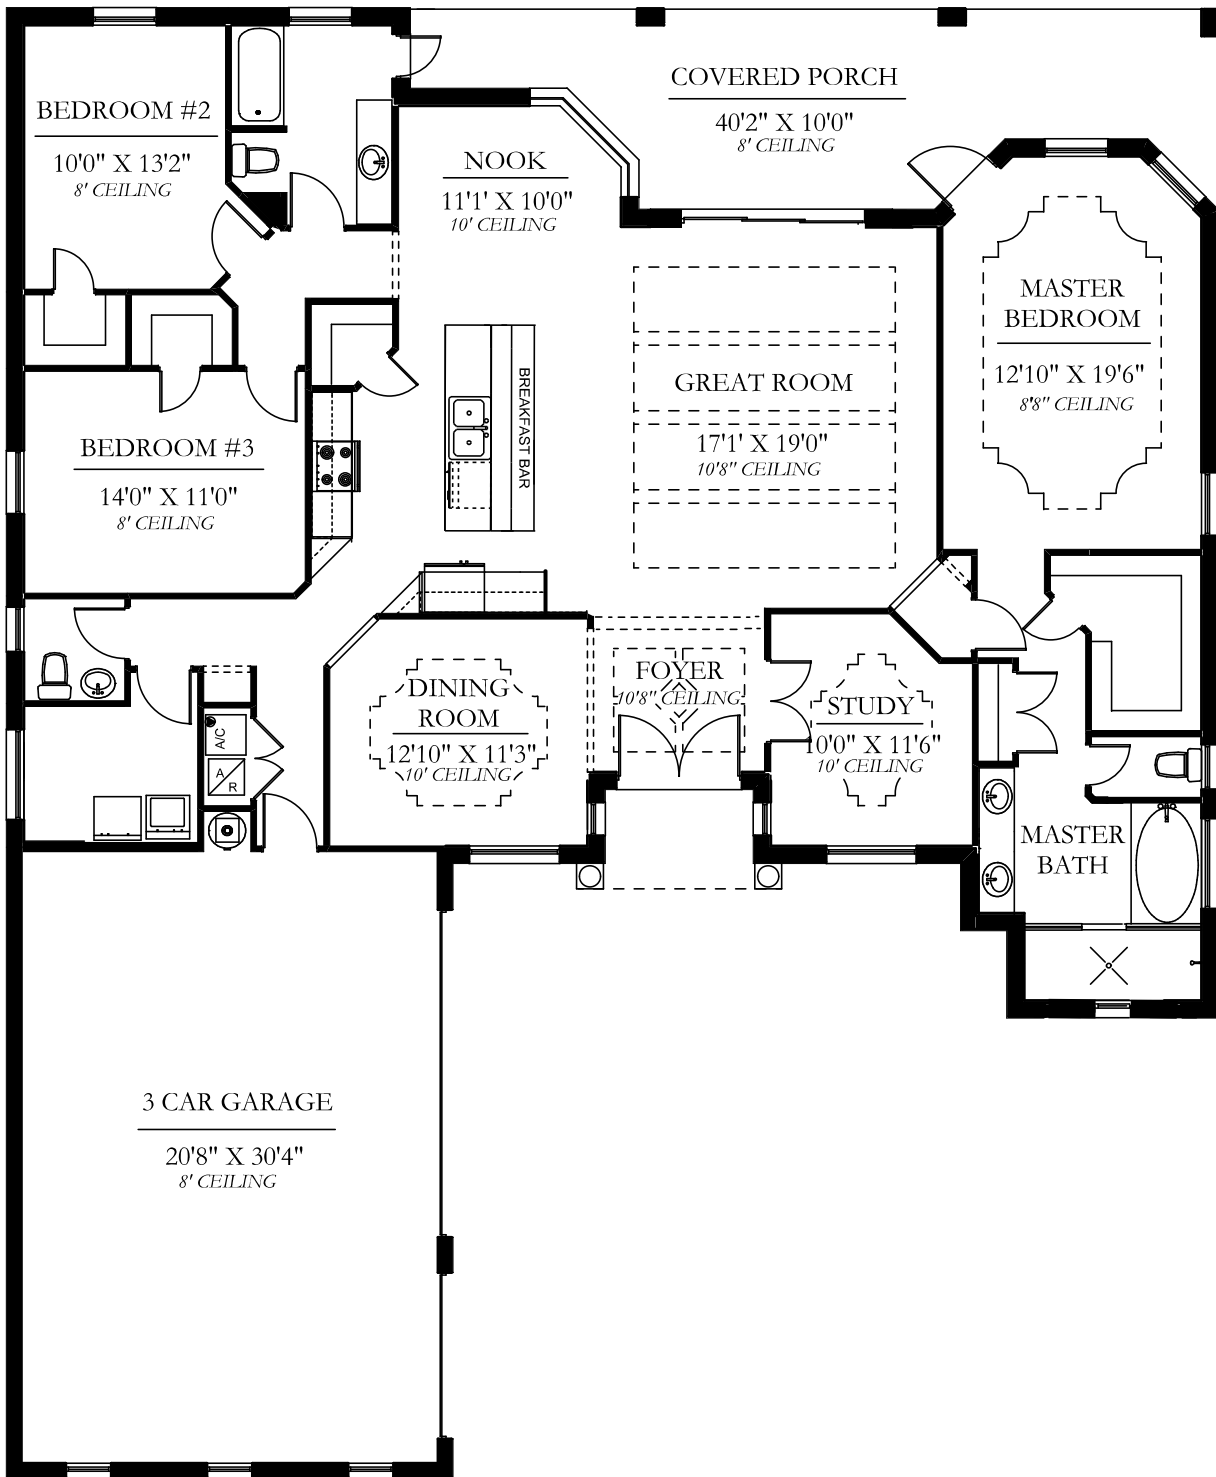 COVERED PORCH
40'2" X 10'0"
8' CEILING
BEDROOM #2
10'0" X 13'2"
8' CEILING
NOOK
11'1' X 10'0"
10' CEILING
MASTER
BEDROOM
12'10" X 19'6"
8'8" CEILING
GREAT ROOM
17'1' X 19'0"
10'8" CEILING
BREAKFAST BAR
BEDROOM #3
14'0" X 11'0"
8' CEILING
DINING
ROOM
12'10" X 11'3"
10' CEILING
FOYER
10'8" CEILING
STUDY
10'0" X 11'6"
10' CEILING
A/C
A
R
MASTER
BATH
3 CAR GARAGE
20'8" X 30'4"
8' CEILING